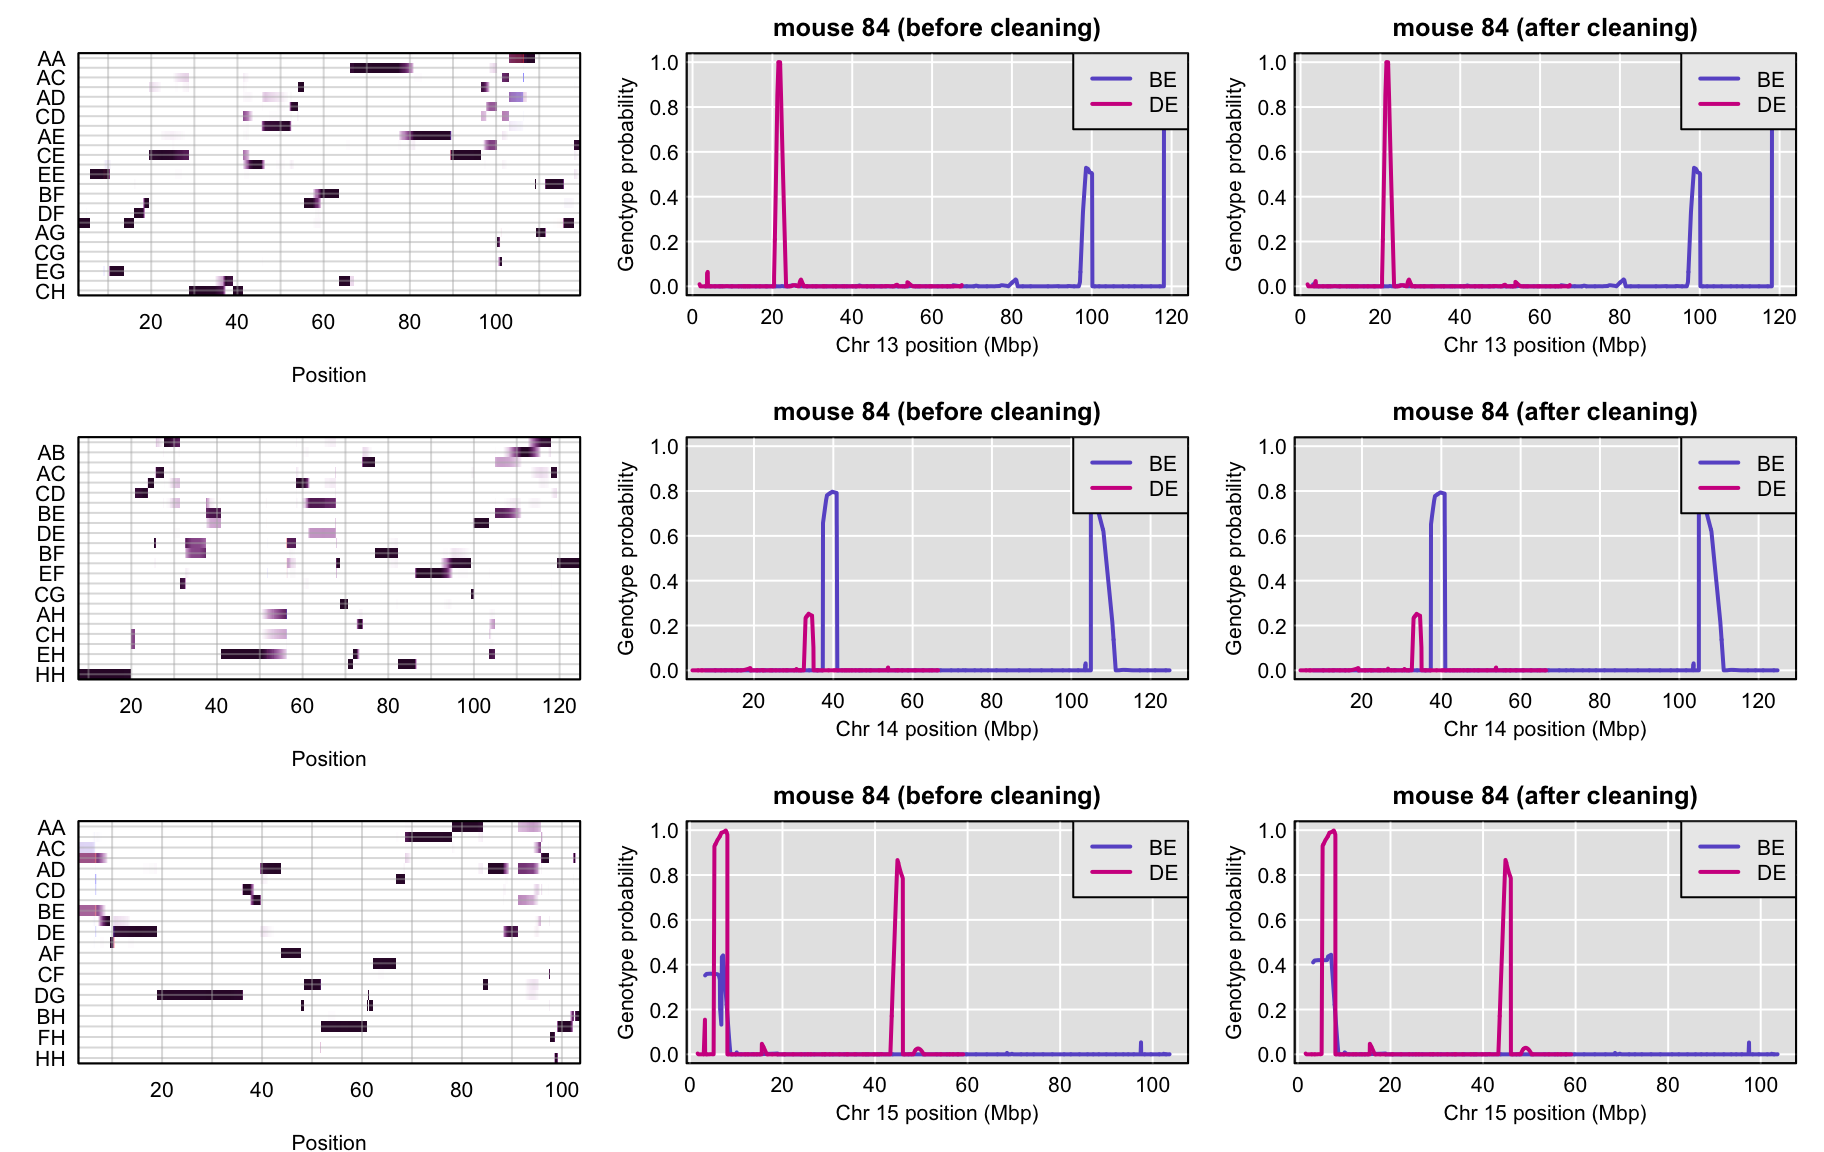 AA
AC
AD
CD
AE
CE
EE
BF
DF
AG
CG
EG
CH
20 40 60 80 100
Position
mouse 84 (before cleaning)
Genotype probability
1.0
0.8
0.6
0.4
0.2
0.0
BE
DE
0 20 40 60 80 100 120
Chr 13 position (Mbp)
mouse 84 (after cleaning)
Genotype probability
1.0
0.8
0.6
0.4
0.2
0.0
BE
DE
0 20 40 60 80 100 120
Chr 13 position (Mbp)
AB
AC
CD
BE
DE
BF
EF
CG
AH
CH
EH
HH
20 40 60 80 100 120
Position
mouse 84 (before cleaning)
Genotype probability
1.0
0.8
0.6
0.4
0.2
0.0
BE
DE
20 40 60 80 100 120
Chr 14 position (Mbp)
mouse 84 (after cleaning)
Genotype probability
1.0
0.8
0.6
0.4
0.2
0.0
BE
DE
20 40 60 80 100 120
Chr 14 position (Mbp)
AA
AC
AD
CD
BE
DE
AF
CF
DG
BH
FH
HH
20 40 60 80 100
Position
mouse 84 (before cleaning)
Genotype probability
1.0
0.8
0.6
0.4
0.2
0.0
BE
DE
0 20 40 60 80 100
Chr 15 position (Mbp)
mouse 84 (after cleaning)
Genotype probability
1.0
0.8
0.6
0.4
0.2
0.0
BE
DE
0 20 40 60 80 100
Chr 15 position (Mbp)